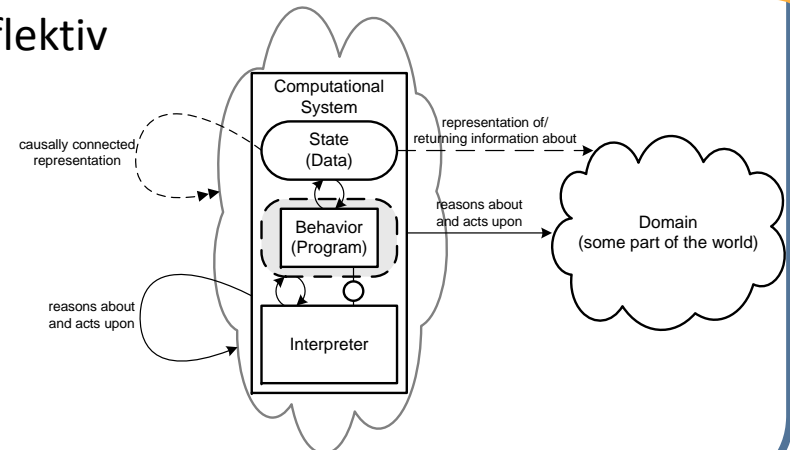 flektiv
Computational
System
State
(Data)
causally connected
representation
representation of/
returning information about
Behavior
(Program)
reasons about
and acts upon
Domain
(some part of the world)
reasons about
and acts upon
Interpreter